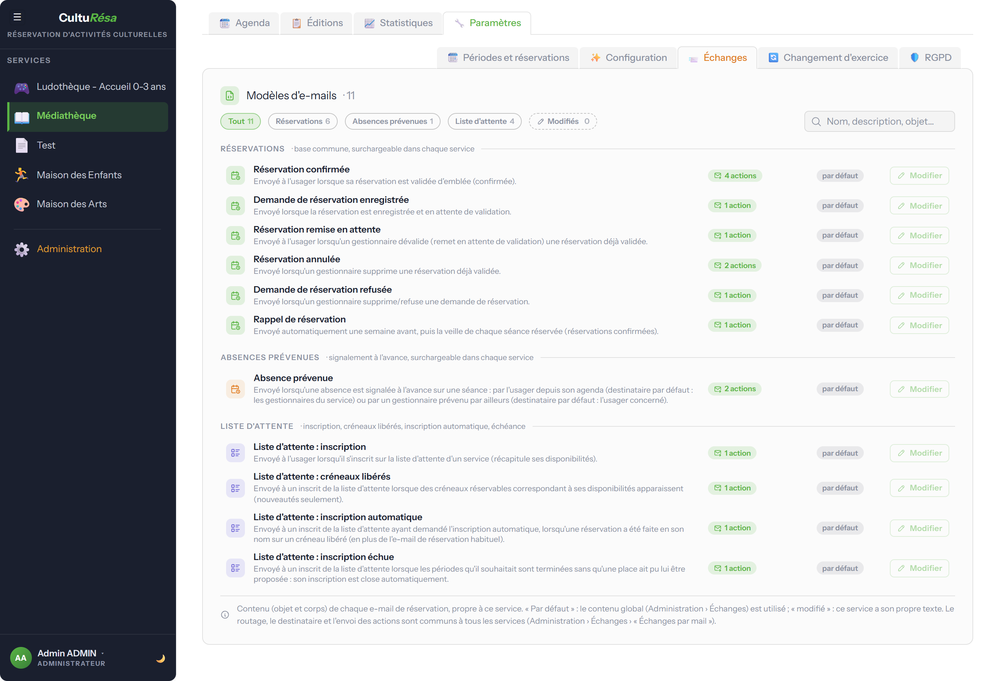 CultuRésa
RÉSERVATION D'ACTIVITÉS CULTURELLES
SERVICES
Ludothèque - Accueil 0-3 ans
Médiathèque
Test
Maison des Enfants
Maison des Arts
Administration
Admin ADMIN
ADMINISTRATEUR
AA
Agenda
Éditions
Statistiques
Paramètres
Périodes et réservations
Configuration
Échanges
Changement d'exercice
RGPD
Modèles d'e-mails · 11
Tout 11
Réservations 6
Absences prévenues 1
Liste d'attente 4
Modifiés 0
Nom, description, objet...
RÉSERVATIONS · base commune, surchargeable dans chaque service
Réservation confirmée
Envoyé à l'usager lorsque sa réservation est validée d'emblée (confirmée).
4 actions
par défaut
Modifier
Demande de réservation enregistrée
Envoyé lorsque la réservation est enregistrée et en attente de validation.
1 action
par défaut
Modifier
Réservation remise en attente
Envoyé à l'usager lorsqu'un gestionnaire dévalide (remet en attente de validation) une réservation déjà validée.
1 action
par défaut
Modifier
Réservation annulée
Envoyé lorsqu'un gestionnaire supprime une réservation déjà validée.
2 actions
par défaut
Modifier
Demande de réservation refusée
Envoyé lorsqu'un gestionnaire supprime/refuse une demande de réservation.
1 action
par défaut
Modifier
Rappel de réservation
Envoyé automatiquement une semaine avant, puis la veille de chaque séance réservée (réservations confirmées).
1 action
par défaut
Modifier
ABSENCES PRÉVENUES · signalement à l'avance, surchargeable dans chaque service
Absence prévenue
Envoyé lorsqu'une absence est signalée à l'avance sur une séance : par l'usager depuis son agenda (destinataire par défaut :
les gestionnaires du service) ou par un gestionnaire prévenu par ailleurs (destinataire par défaut : l'usager concerné).
2 actions
par défaut
Modifier
LISTE D'ATTENTE · inscription, créneaux libérés, inscription automatique, échéance
Liste d'attente : inscription
Envoyé à l'usager lorsqu'il s'inscrit sur la liste d'attente d'un service (récapitule ses disponibilités).
1 action
par défaut
Modifier
Liste d'attente : créneaux libérés
Envoyé à un inscrit de la liste d'attente lorsque des créneaux réservables correspondant à ses disponibilités apparaissent
(nouveautés seulement).
1 action
par défaut
Modifier
Liste d'attente : inscription automatique
Envoyé à un inscrit de la liste d'attente ayant demandé l'inscription automatique, lorsqu'une réservation a été faite en son
nom sur un créneau libéré (en plus de l'e-mail de réservation habituel).
1 action
par défaut
Modifier
Liste d'attente : inscription échue
Envoyé à un inscrit de la liste d'attente lorsque les périodes qu'il souhaitait sont terminées sans qu'une place ait pu lui être
proposée : son inscription est close automatiquement.
1 action
par défaut
Modifier
Contenu (objet et corps) de chaque e-mail de réservation, propre à ce service. « Par défaut » : le contenu global (Administration › Échanges) est utilisé ; « modifié » : ce service a son propre texte. Le
routage, le destinataire et l'envoi des actions sont communs à tous les services (Administration › Échanges › « Échanges par mail »).